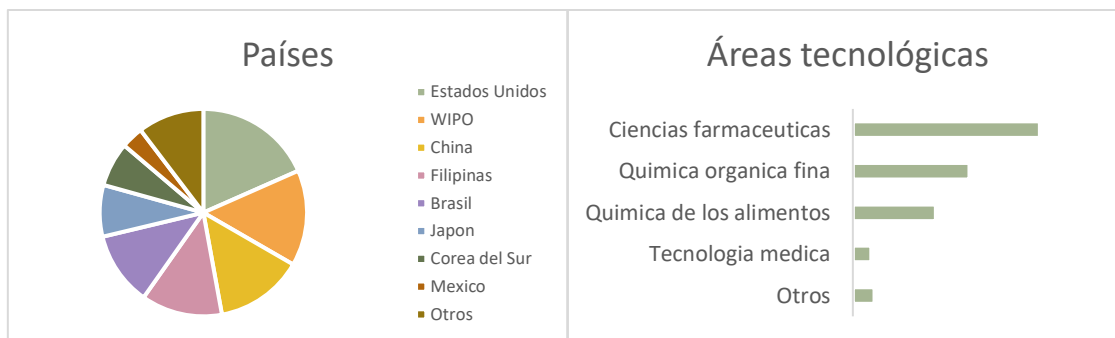 Países
Estados Unidos
WIPO
China
Filipinas
Brasil
Japon
Corea del Sur
Mexico
Otros
Áreas tecnológicas
Ciencias farmaceuticas
Quimica organica fina
Quimica de los alimentos
Tecnologia medica
Otros